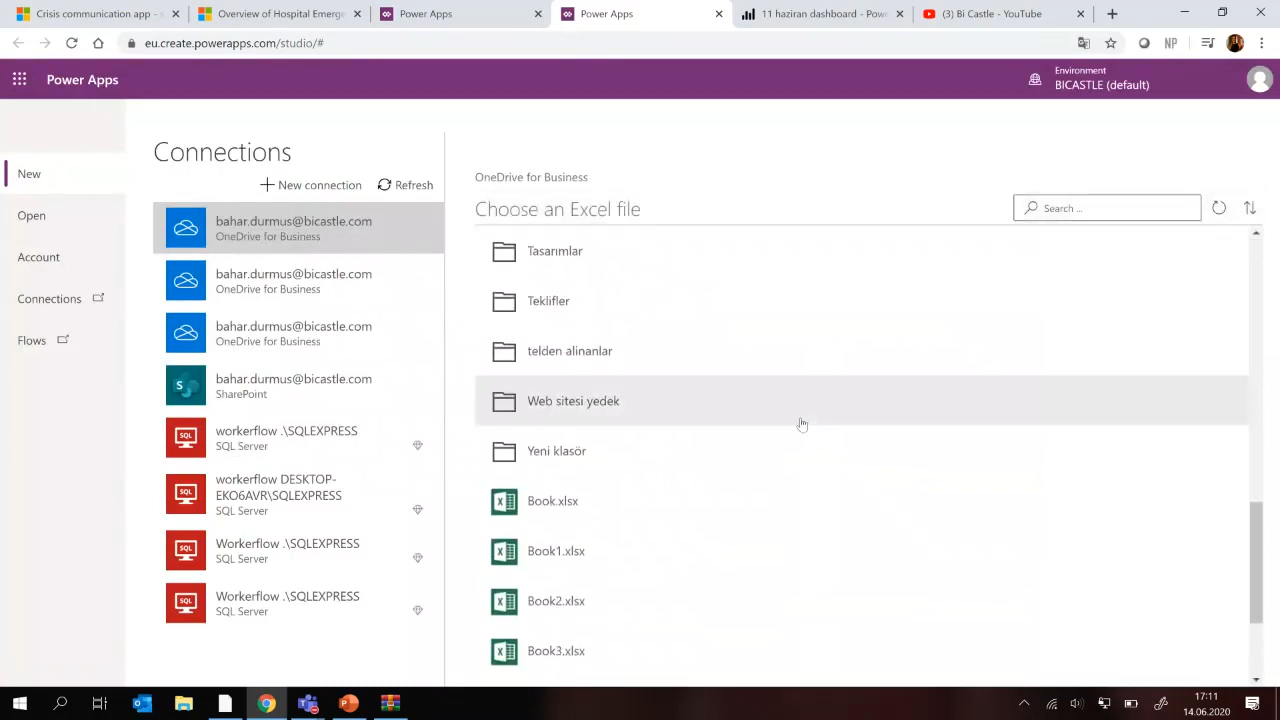 Crisis communication app - s
Overview of Hospital Emerge
Power Apps
Power Apps
11 haziran dashboard - Powe
(3) Bi Castle - YouTube
eu.create.powerapps.com/studio/#
NP
Power Apps
Environment
BICASTLE (default)
New
Open
Account
Connections
Flows
Connections
New connection
Refresh
bahar.durmus@bicastle.com
OneDrive for Business
bahar.durmus@bicastle.com
OneDrive for Business
bahar.durmus@bicastle.com
OneDrive for Business
bahar.durmus@bicastle.com
SharePoint
workerflow .\SQLEXPRESS
SQL Server
workerflow DESKTOP-
EKO6AVR\SQLEXPRESS
SQL Server
Workerflow .\SQLEXPRESS
SQL Server
Workerflow .\SQLEXPRESS
SQL Server
OneDrive for Business
Choose an Excel file
Search ...
Tasarımlar
Teklifler
telden alinanlar
Web sitesi yedek
Yeni klasör
Book.xlsx
Book1.xlsx
Book2.xlsx
Book3.xlsx
17:11
14.06.2020